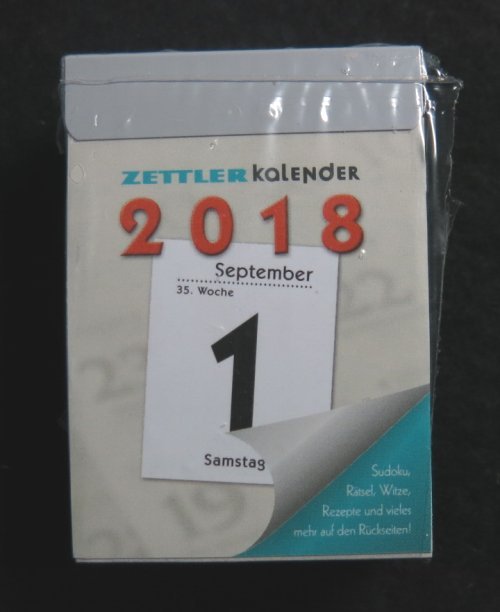 ZETTLER kalender
2018
September
35. Woche
1
Samstag
Sudoku,
Rätsel, Witze,
Rezepte und vieles
mehr auf den Rückseiten!